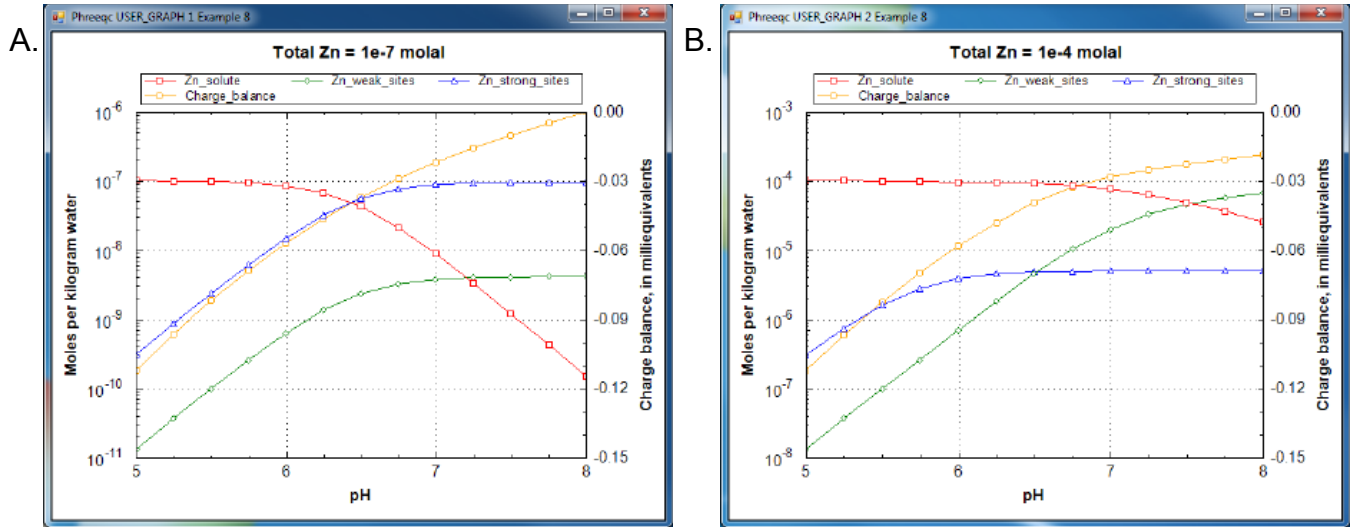 A.
Phreeqc USER_GRAPH 1 Example 8
Total Zn = 1e-7 molal
Zn_solute Zn_weak_sites Zn_strong_sites
Charge_balance
Moles per kilogram water
10^-6
10^-7
10^-8
10^-9
10^-10
10^-11
0.00
-0.03
-0.06
-0.09
-0.12
-0.15
Charge balance, in milliequivalents
5 6 7 8
pH
B.
Phreeqc USER_GRAPH 2 Example 8
Total Zn = 1e-4 molal
Zn_solute Zn_weak_sites Zn_strong_sites
Charge_balance
Moles per kilogram water
10^-3
10^-4
10^-5
10^-6
10^-7
10^-8
0.00
-0.03
-0.06
-0.09
-0.12
-0.15
Charge balance, in milliequivalents
5 6 7 8
pH